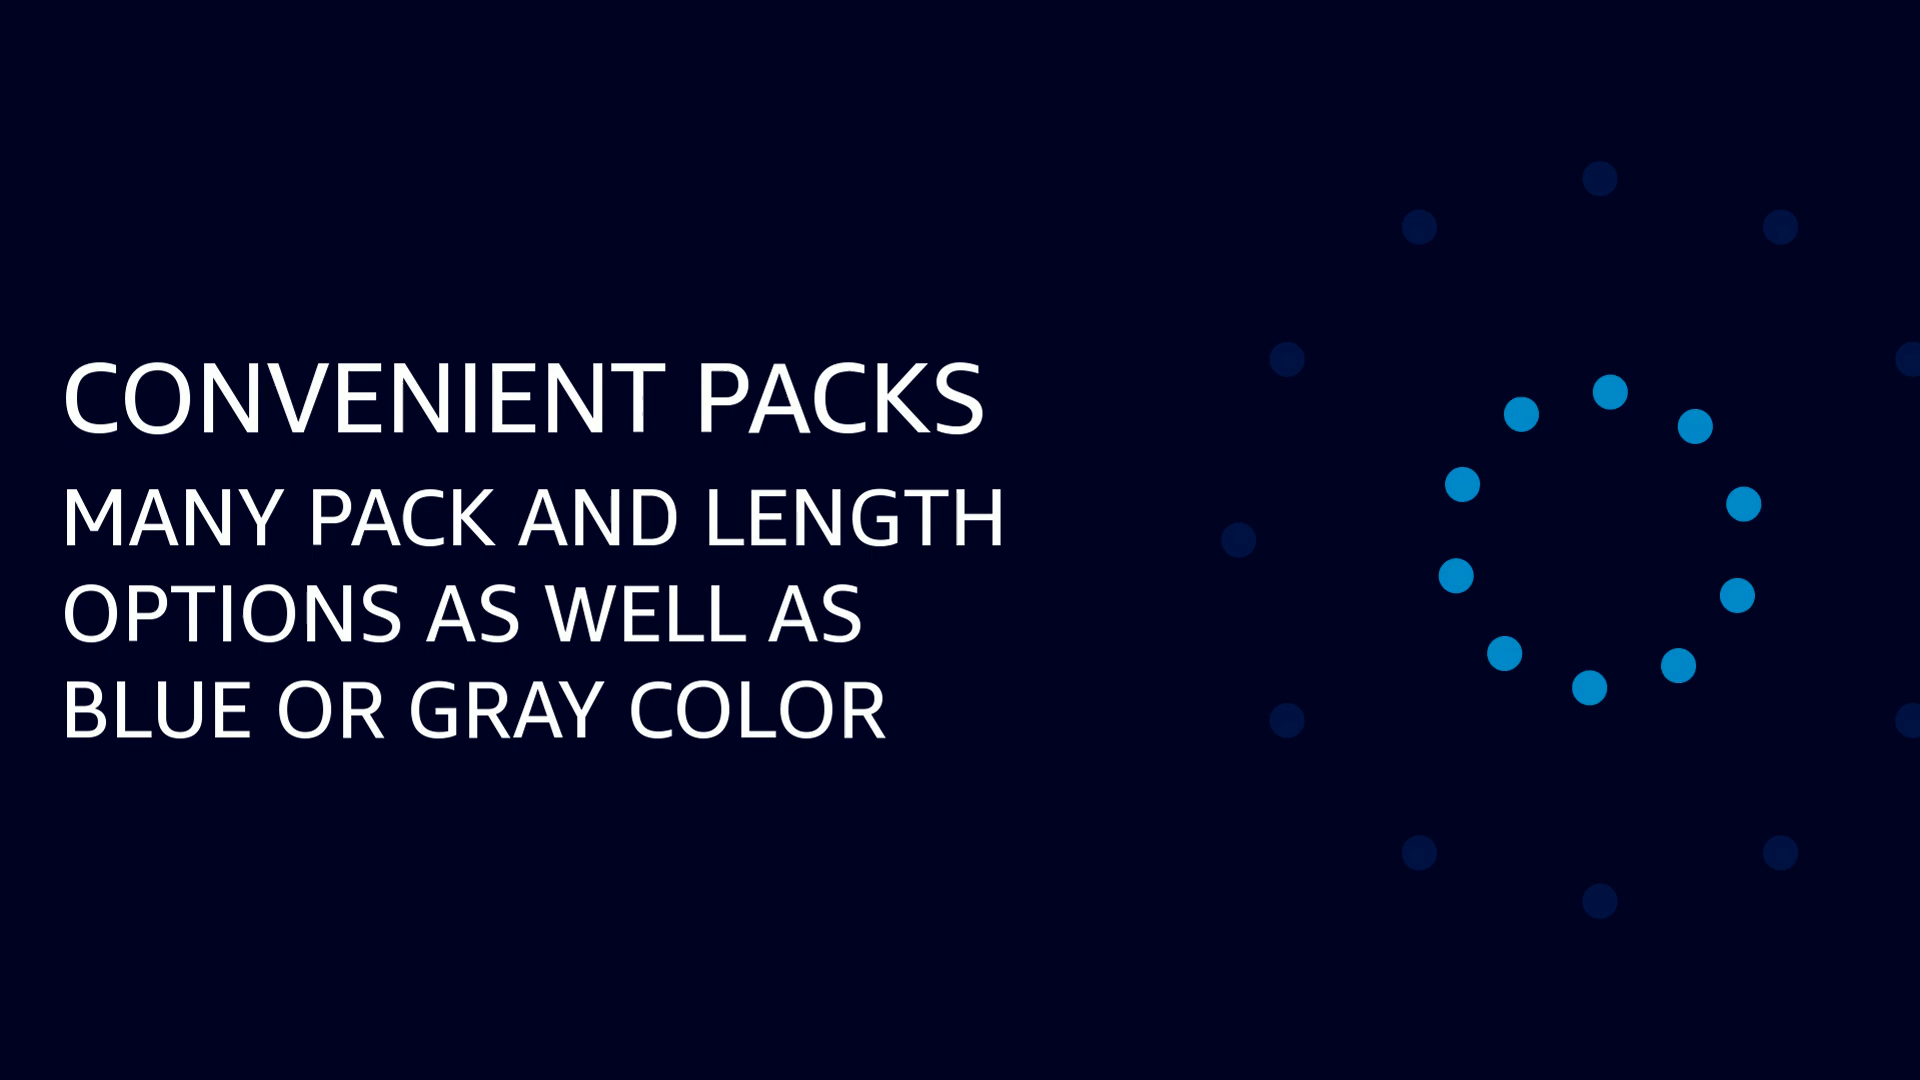 CONVENIENT PACKS
MANY PACK AND LENGTH
OPTIONS AS WELL AS
BLUE OR GRAY COLOR